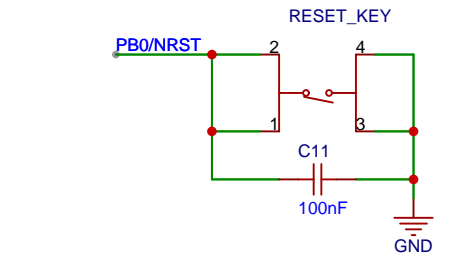 RESET_KEY
PB0/NRST
2
4
1
3
C11
100nF
GND